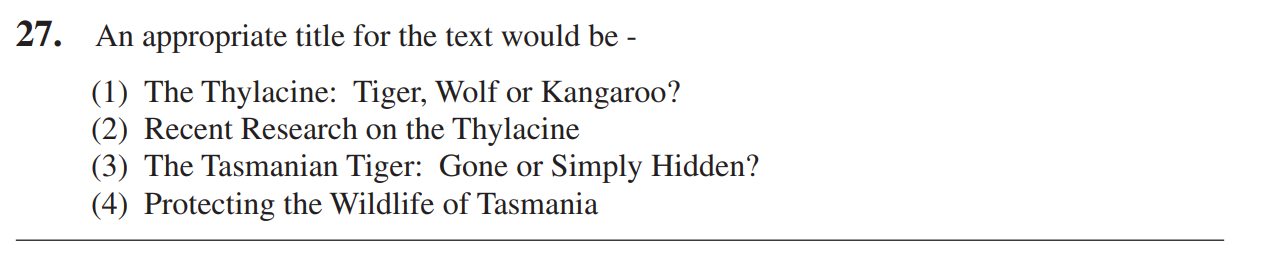 27. An appropriate title for the text would be -
(1) The Thylacine: Tiger, Wolf or Kangaroo?
(2) Recent Research on the Thylacine
(3) The Tasmanian Tiger: Gone or Simply Hidden?
(4) Protecting the Wildlife of Tasmania